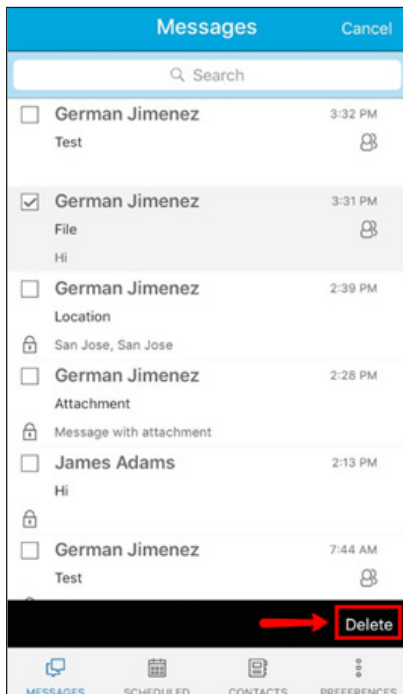 Messages
Cancel
Search
German Jimenez
3:32 PM
Test
German Jimenez
3:31 PM
File
Hi
German Jimenez
2:39 PM
Location
San Jose, San Jose
German Jimenez
2:28 PM
Attachment
Message with attachment
James Adams
2:13 PM
Hi
German Jimenez
7:44 AM
Test
Delete
MESSAGES
SCHEDULED
CONTACTS
PREFERENCES